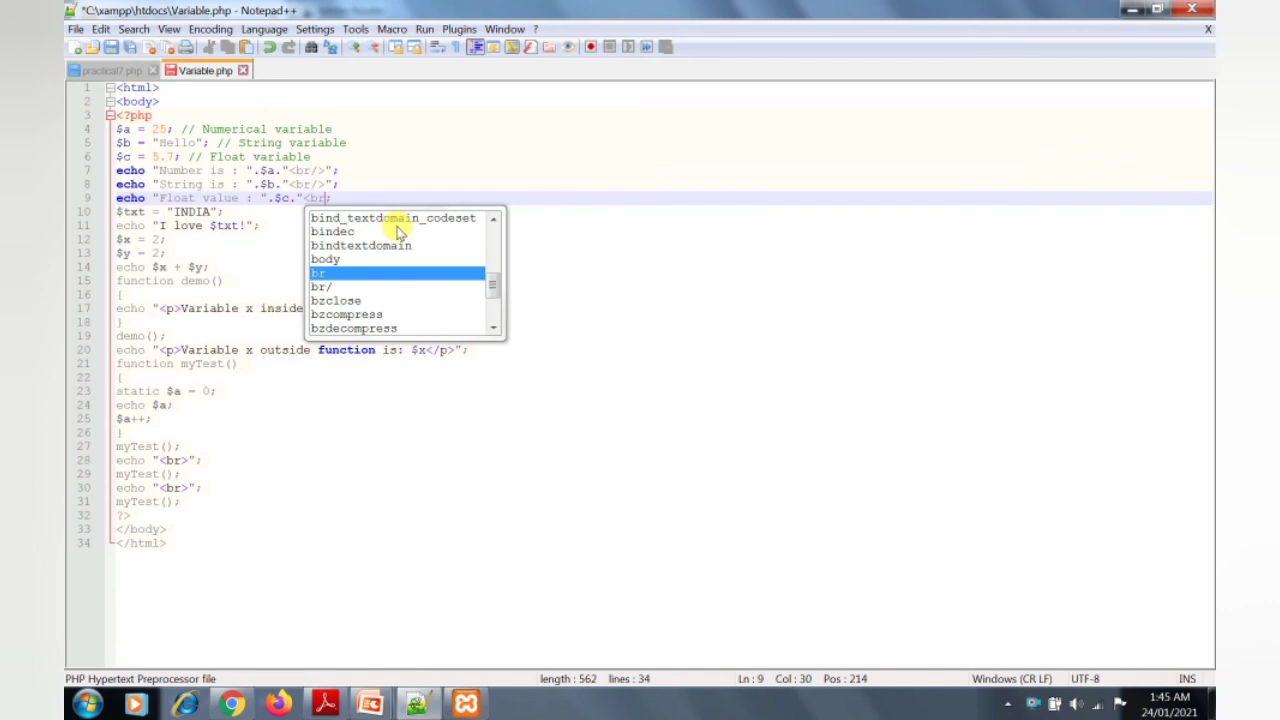 *C:\xampp\htdocs\Variable.php - Notepad++
File Edit Search View Encoding Language Settings Tools Macro Run Plugins Window ? X
practical7.php Variable.php
1 <html>
2 <body>
3 <?php
4 $a = 25; // Numerical variable
5 $b = "Hello"; // String variable
6 $c = 5.7; // Float variable
7 echo "Number is : ".$a."<br/>";
8 echo "String is : ".$b."<br/>";
9 echo "Float value : ".$c."<br;
10 $txt = "INDIA";
11 echo "I love $txt!";
12 $x = 2;
13 $y = 2;
14 echo $x + $y;
15 function demo()
16 {
17 echo "<p>Variable x inside
18 }
19 demo();
20 echo "<p>Variable x outside function is: $x</p>";
21 function myTest()
22 {
23 static $a = 0;
24 echo $a;
25 $a++;
26 }
27 myTest();
28 echo "<br>";
29 myTest();
30 echo "<br>";
31 myTest();
32 ?>
33 </body>
34 </html>
bind_textdomain_codeset
bindec
bindtextdomain
body
br
br/
bzclose
bzcompress
bzdecompress
PHP Hypertext Preprocessor file length : 562 lines : 34 Ln : 9 Col : 30 Pos : 214 Windows (CR LF) UTF-8 INS
1:45 AM
24/01/2021